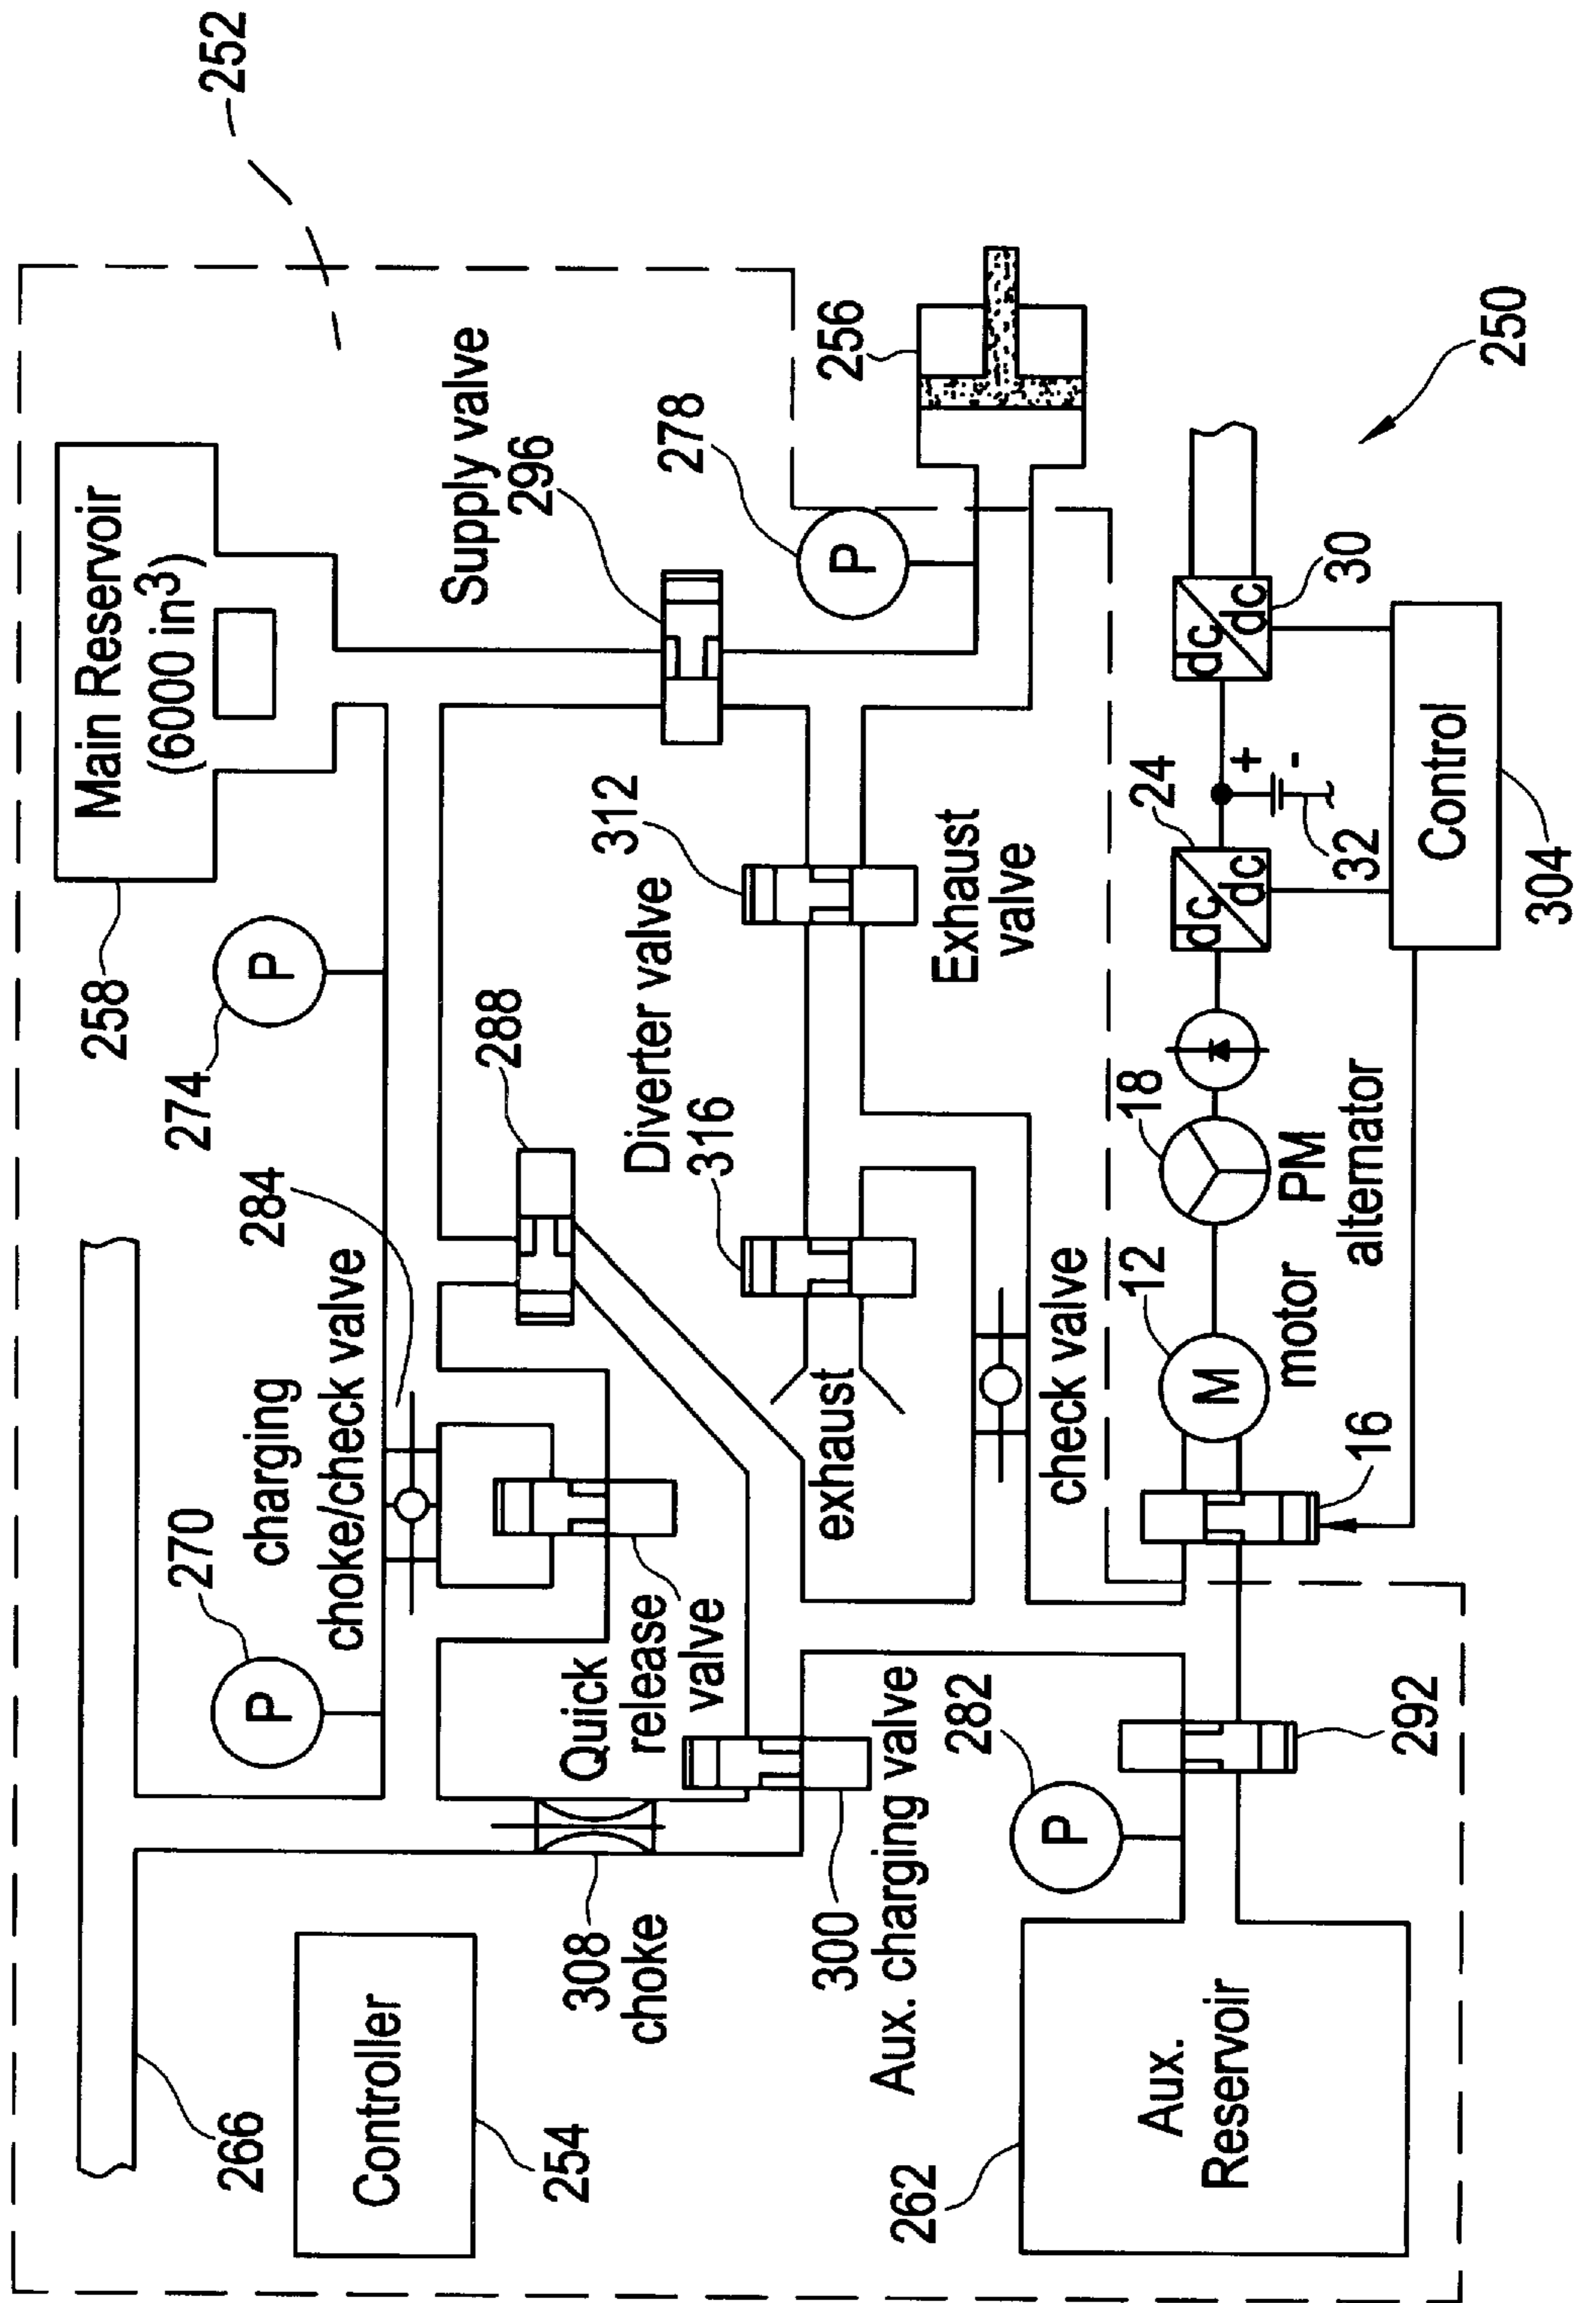 252
Main Reservoir
(6000 in³)
258
P
274
Supply valve
296
278
P
256
250
284
charging
choke/check valve
288
Diverter valve
316
312
Exhaust
valve
270
P
Quick
release
valve
exhaust
check valve
266
Controller
254
308
choke
300
Aux. charging valve
282
P
292
262
Aux.
Reservoir
16
M
12
motor
18
PM
alternator
24
dc
dc
+
-
32
dc
dc
30
Control
304